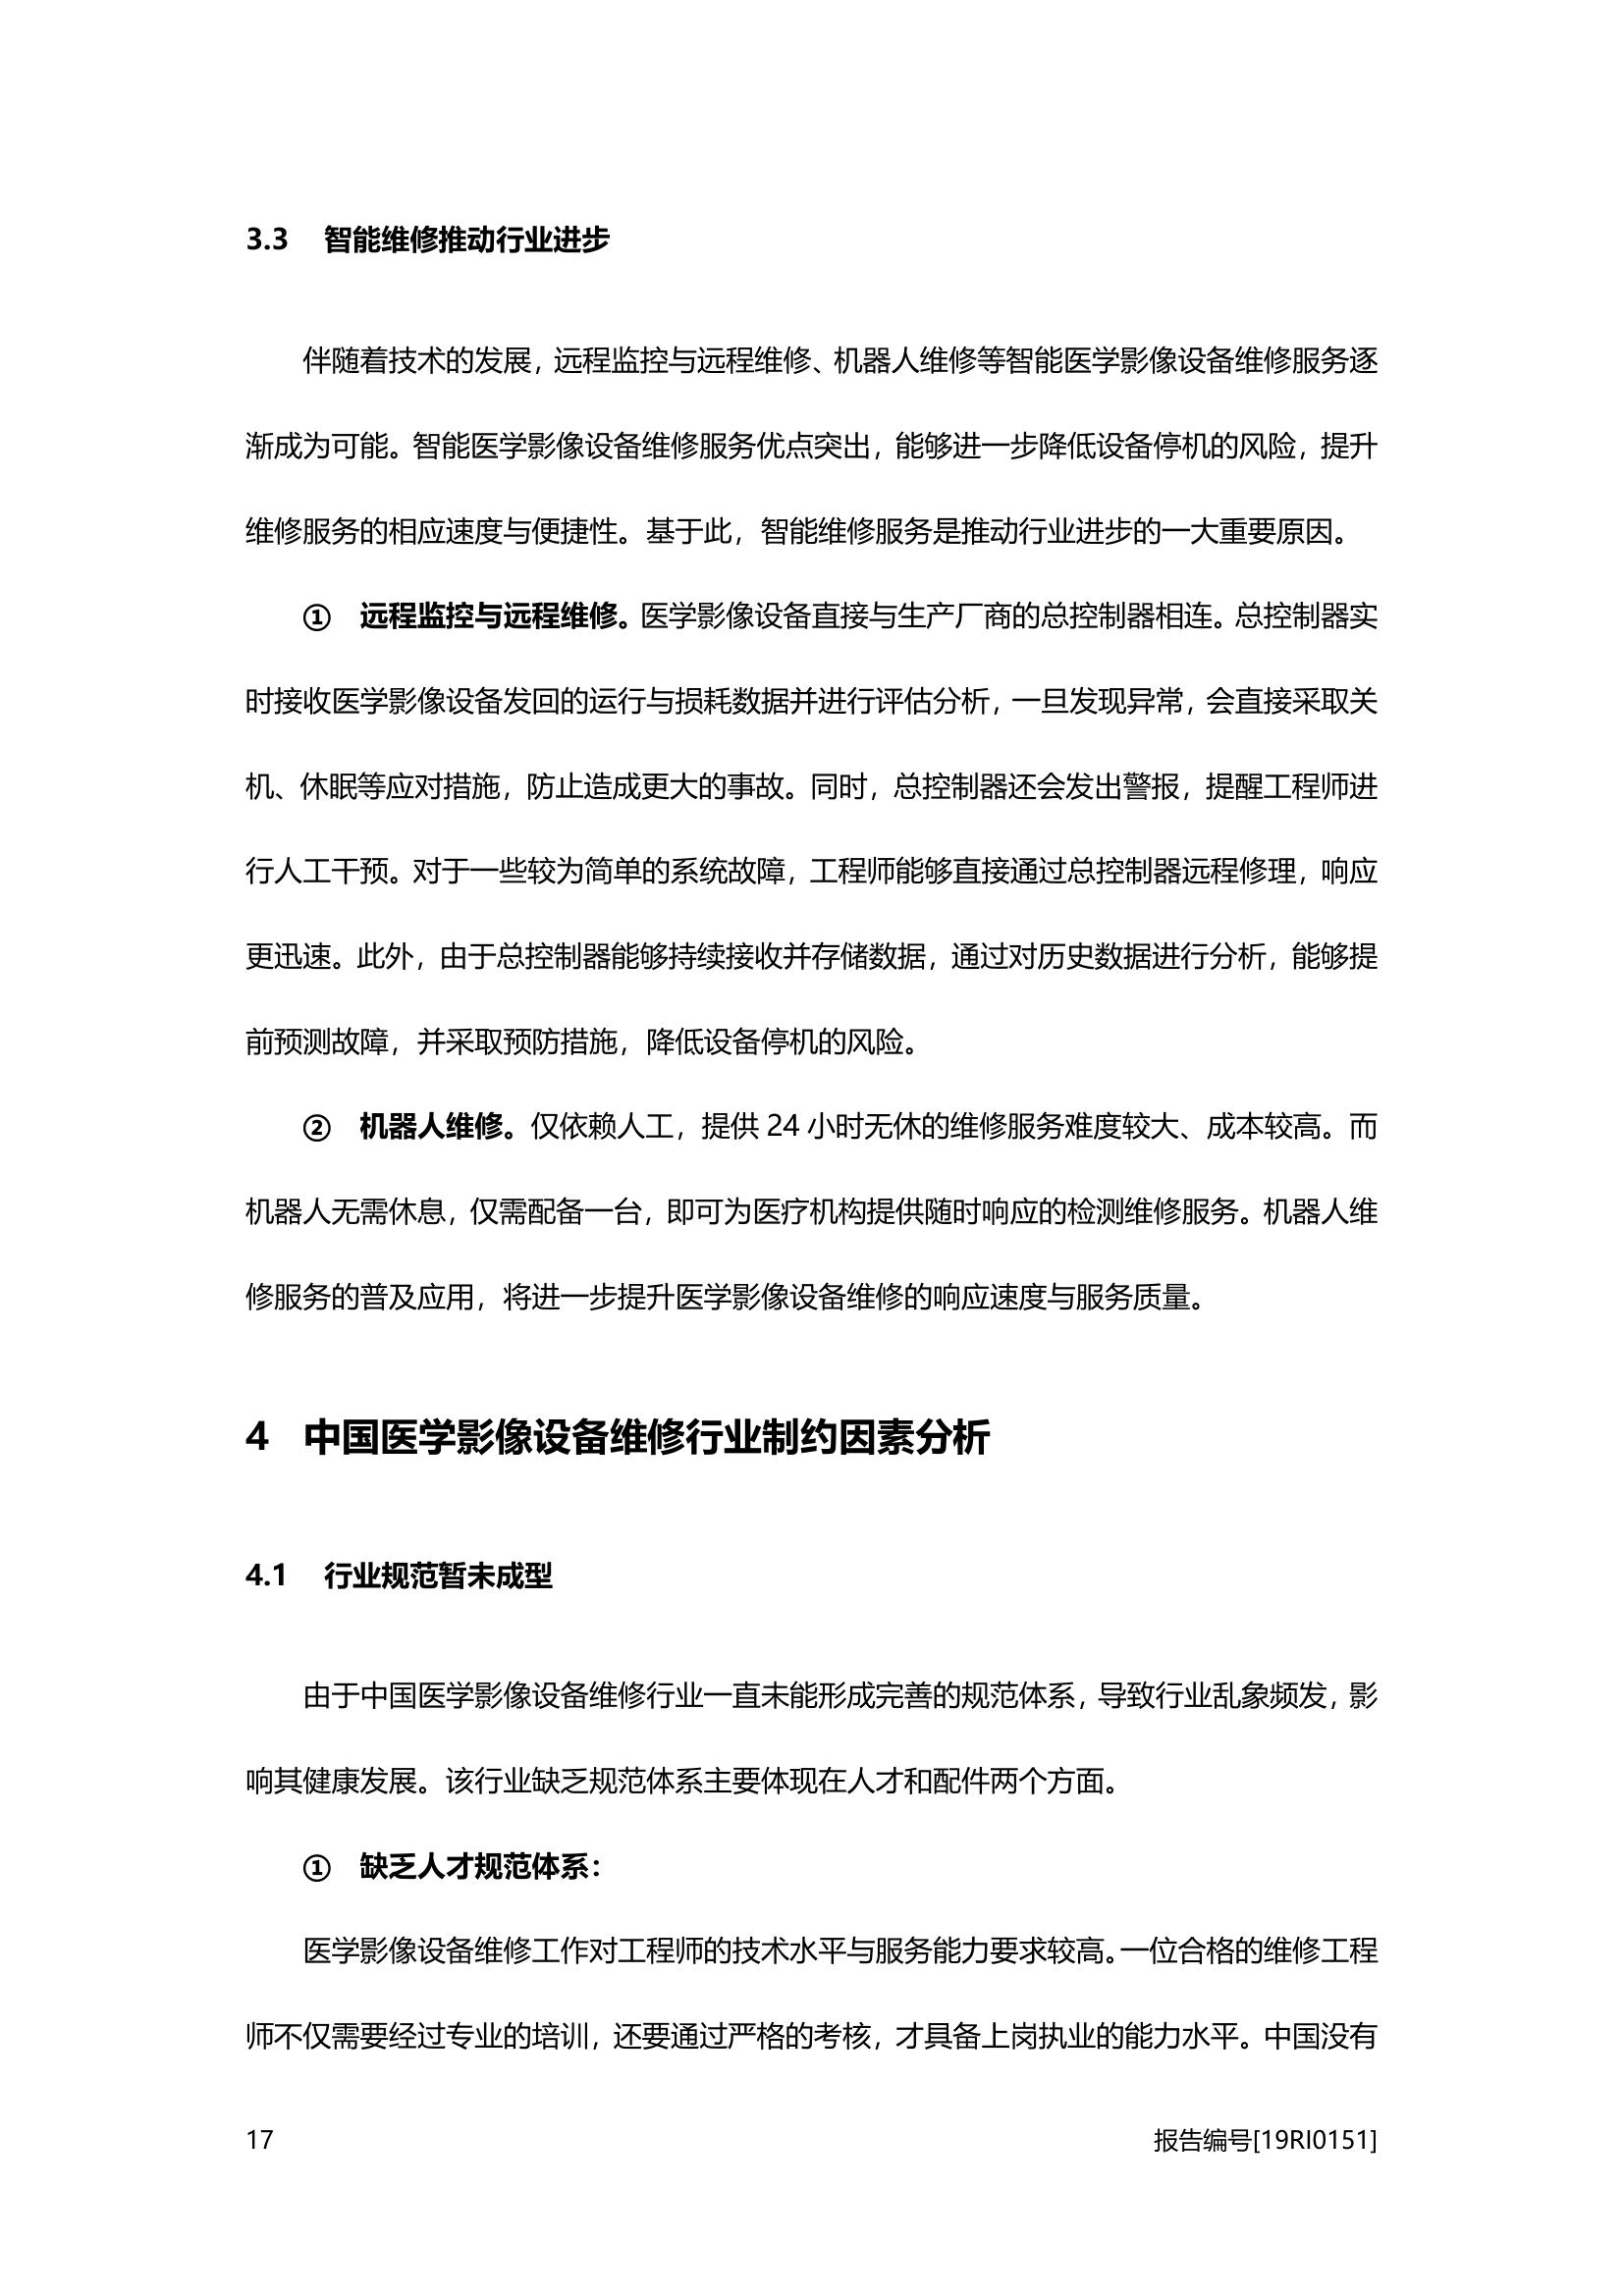 3.3 智能维修推动行业进步
伴随着技术的发展，远程监控与远程维修、机器人维修等智能医学影像设备维修服务逐
渐成为可能。智能医学影像设备维修服务优点突出，能够进一步降低设备停机的风险，提升
维修服务的相应速度与便捷性。基于此，智能维修服务是推动行业进步的一大重要原因。
① 远程监控与远程维修。医学影像设备直接与生产厂商的总控制器相连。总控制器实
时接收医学影像设备发回的运行与损耗数据并进行评估分析，一旦发现异常，会直接采取关
机、休眠等应对措施，防止造成更大的事故。同时，总控制器还会发出警报，提醒工程师进
行人工干预。对于一些较为简单的系统故障，工程师能够直接通过总控制器远程修理，响应
更迅速。此外，由于总控制器能够持续接收并存储数据，通过对历史数据进行分析，能够提
前预测故障，并采取预防措施，降低设备停机的风险。
② 机器人维修。仅依赖人工，提供 24 小时无休的维修服务难度较大、成本较高。而
机器人无需休息，仅需配备一台，即可为医疗机构提供随时响应的检测维修服务。机器人维
修服务的普及应用，将进一步提升医学影像设备维修的响应速度与服务质量。
4 中国医学影像设备维修行业制约因素分析
4.1 行业规范暂未成型
由于中国医学影像设备维修行业一直未能形成完善的规范体系，导致行业乱象频发，影
响其健康发展。该行业缺乏规范体系主要体现在人才和配件两个方面。
① 缺乏人才规范体系：
医学影像设备维修工作对工程师的技术水平与服务能力要求较高。一位合格的维修工程
师不仅需要经过专业的培训，还要通过严格的考核，才具备上岗执业的能力水平。中国没有
17 报告编号[19RI0151]